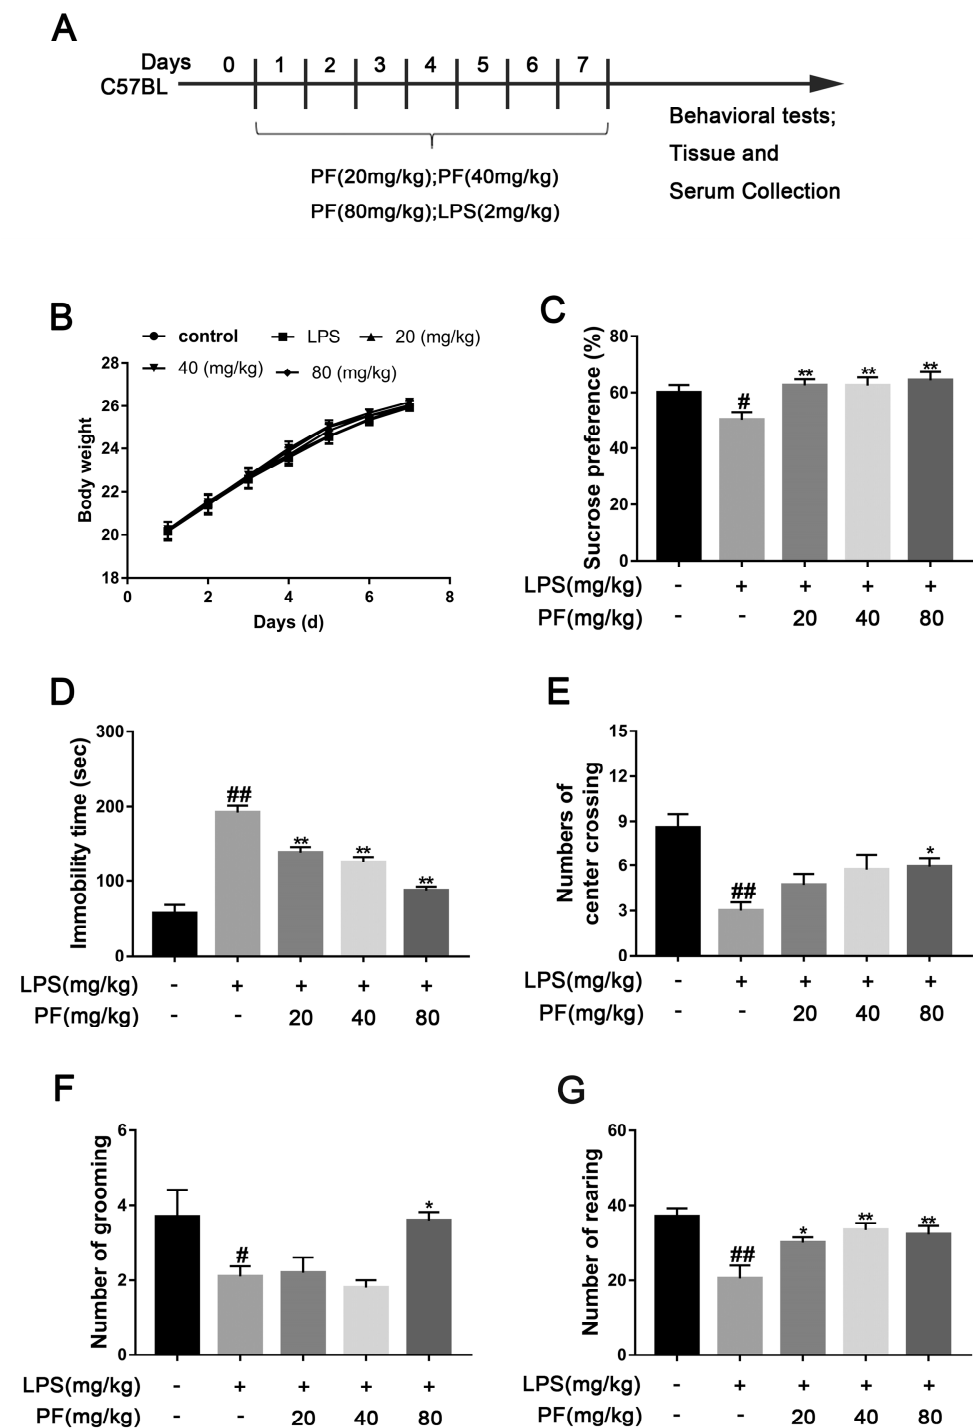 A
Days 0 1 2 3 4 5 6 7
C57BL
Behavioral tests;
Tissue and
Serum Collection
PF(20mg/kg);PF(40mg/kg)
PF(80mg/kg);LPS(2mg/kg)
B
control LPS 20 (mg/kg)
40 (mg/kg) 80 (mg/kg)
Body weight
28
26
24
22
20
18
0 2 4 6 8
Days (d)
C
Sucrose preference (%)
80
60
40
20
0
# ** ** **
LPS(mg/kg) - + + + +
PF(mg/kg) - - 20 40 80
D
Immobility time (sec)
300
200
100
0
## ** ** **
LPS(mg/kg) - + + + +
PF(mg/kg) - - 20 40 80
E
Numbers of
center crossing
15
12
9
6
3
0
## *
LPS(mg/kg) - + + + +
PF(mg/kg) - - 20 40 80
F
Number of grooming
6
4
2
0
# *
LPS(mg/kg) - + + + +
PF(mg/kg) - - 20 40 80
G
Number of rearing
60
40
20
0
## * ** **
LPS(mg/kg) - + + + +
PF(mg/kg) - - 20 40 80